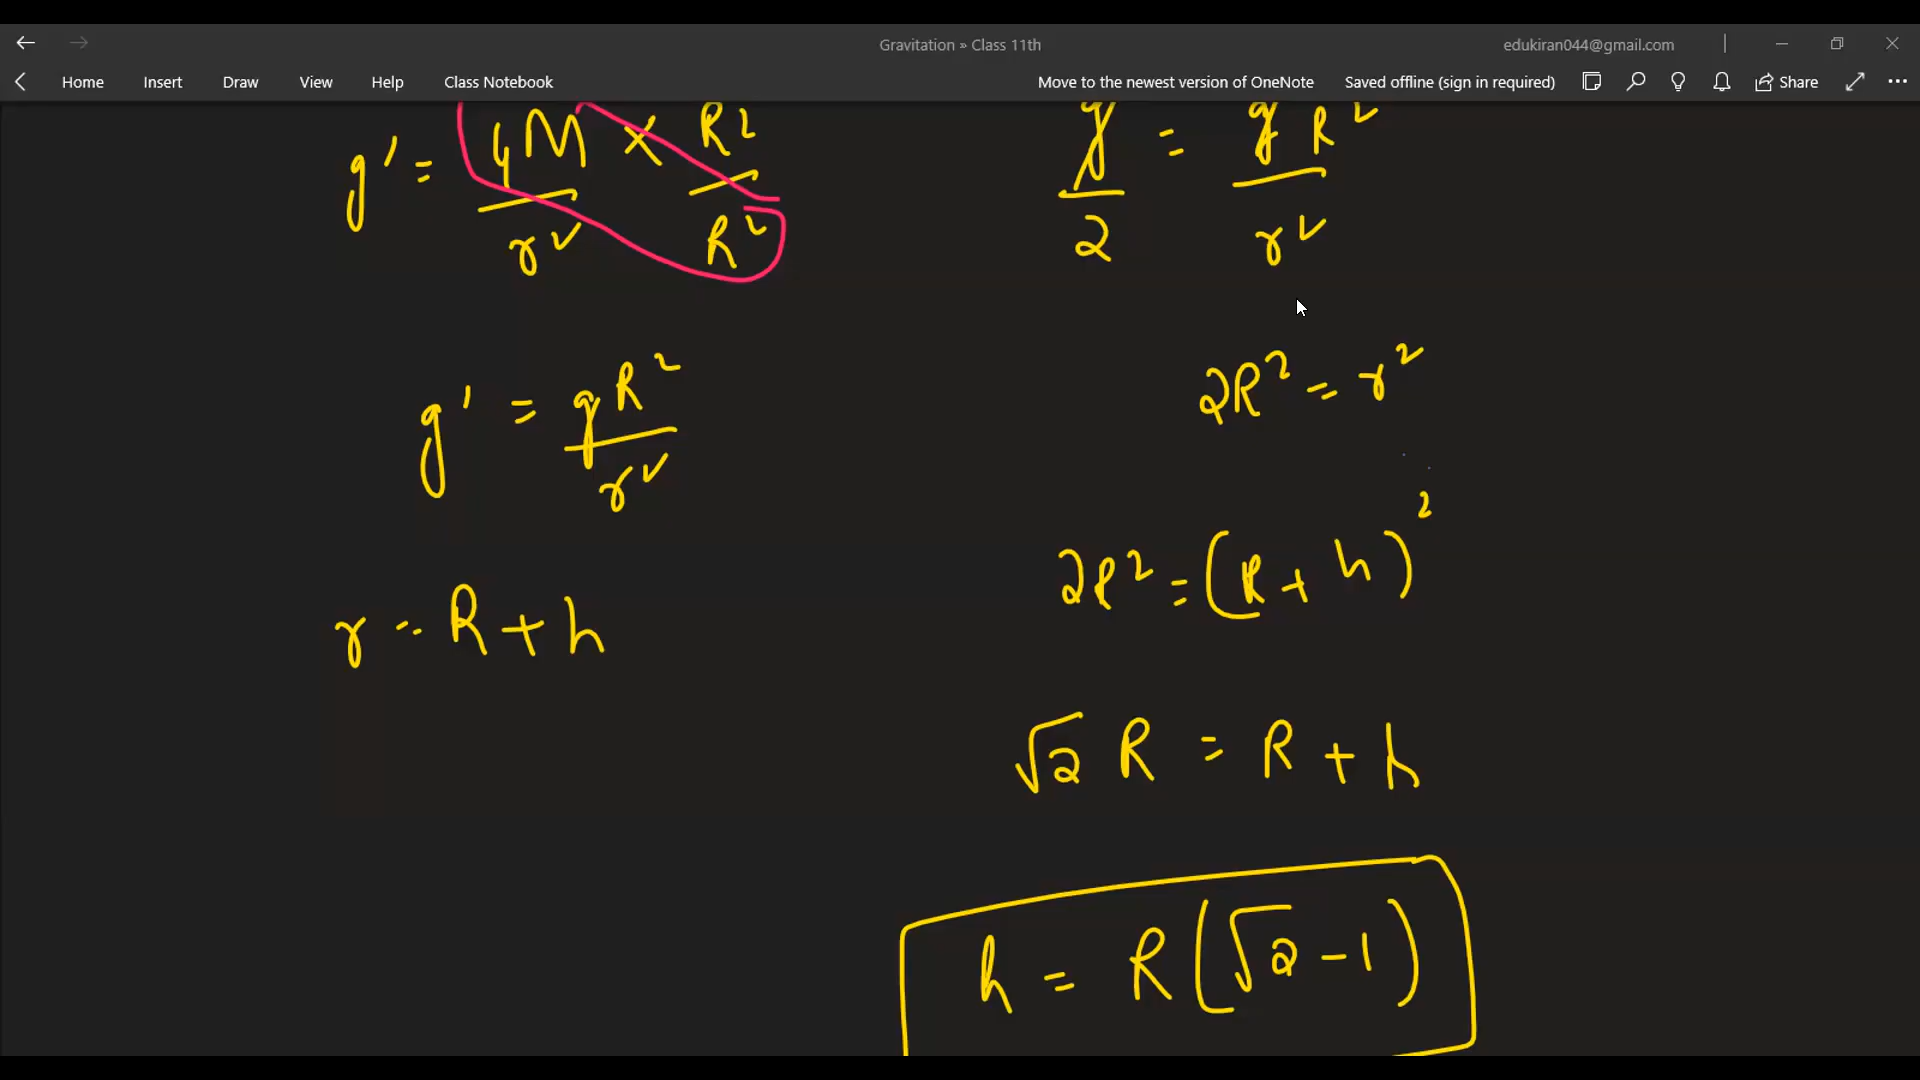 Gravitation » Class 11th
edukiran044@gmail.com
Home Insert Draw View Help Class Notebook
Move to the newest version of OneNote Saved offline (sign in required) Share
g' = GM/r² × R²/R²
g' = gR²/r²
r = R + h
g/2 = gR²/r²
2R² = r²
2R² = (R + h)²
√2 R = R + h
h = R(√2 - 1)